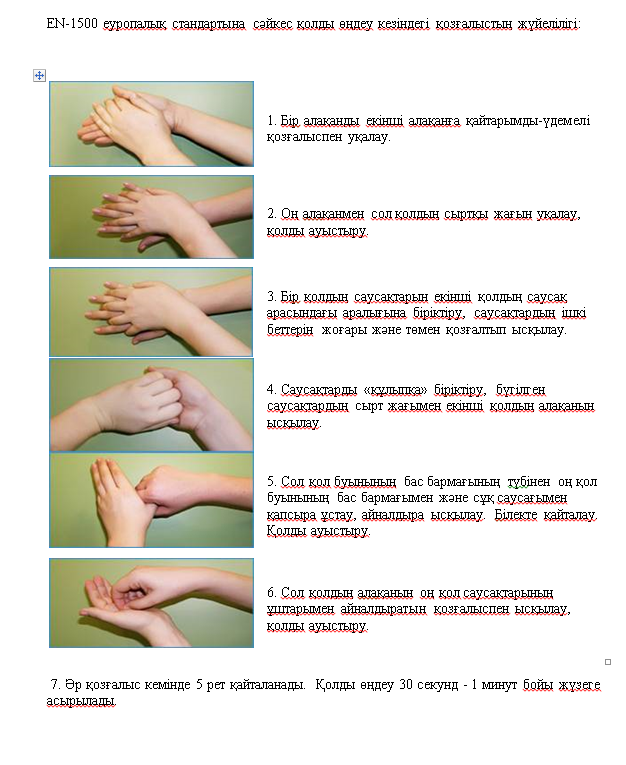 EN-1500 еуропалық стандартына сәйкес қолды өңдеу кезіндегі қозғалыстың жүйелілігі:
1. Бір алақанды екінші алақанға қайтарымды-үдемелі
қозғалыспен уқалау.
2. Оң алақанмен сол қолдың сыртқы жағын уқалау,
қолды ауыстыру.
3. Бір қолдың саусақтарын екінші қолдың саусақ
арасындағы аралығына біріктіру, саусақтардың ішкі
беттерін жоғары және төмен қозғалтып ысқылау.
4. Саусақтарды «құлыпқа» біріктіру, бүгілген
саусақтардың сырт жағымен екінші қолдың алақанын
ысқылау.
5. Сол қол буынының бас бармағының түбінен оң қол
буынының бас бармағымен және сұқ саусағымен
қапсыра ұстау, айналдыра ысқылау. Білекте қайталау.
Қолды ауыстыру.
6. Сол қолдың алақанын оң қол саусақтарының
ұштарымен айналдыратын қозғалыспен ысқылау,
қолды ауыстыру.
7. Әр қозғалыс кемінде 5 рет қайталанады. Қолды өңдеу 30 секунд - 1 минут бойы жүзеге
асырылады.